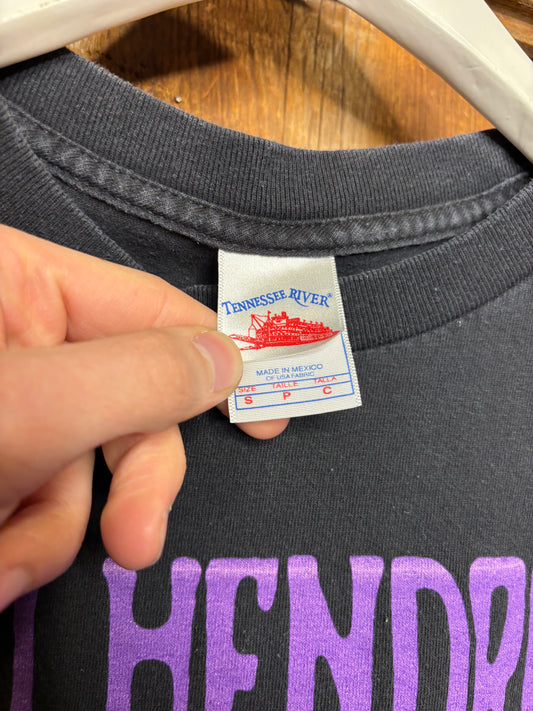 TENNESSEE RIVER®
MADE IN MEXICO
OF USA FABRIC
SIZE TAILLE TALLA
S P C
HENDR